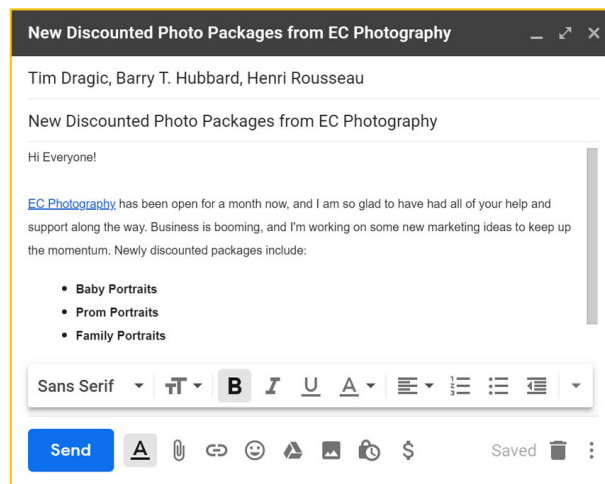 New Discounted Photo Packages from EC Photography
Tim Dragic, Barry T. Hubbard, Henri Rousseau
New Discounted Photo Packages from EC Photography
Hi Everyone!
EC Photography has been open for a month now, and I am so glad to have had all of your help and
support along the way. Business is booming, and I'm working on some new marketing ideas to keep up
the momentum. Newly discounted packages include:
• Baby Portraits
• Prom Portraits
• Family Portraits
Sans Serif B I U A
Send A $ Saved